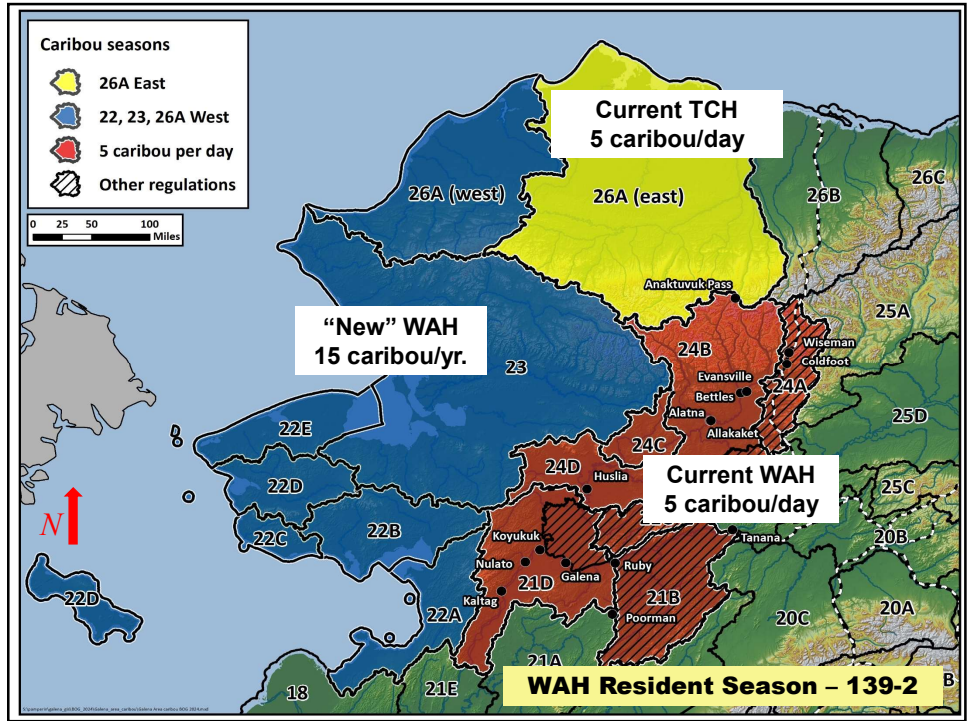 Caribou seasons
26A East
22, 23, 26A West
5 caribou per day
Other regulations
0 25 50 100
Miles
Current TCH
5 caribou/day
26A (west)
26A (east)
26B
26C
Anaktuvuk Pass
25A
“New” WAH
15 caribou/yr.
23
24B
Wiseman
Coldfoot
Evansville
24A
Bettles
25D
Alatna
Allakaket
22E
24C
Current WAH
5 caribou/day
24D
Huslia
22D
25C
N
22C
22B
Koyukuk
Tanana
20B
Nulato
Galena
Ruby
22D
21D
21B
Kaltag
22A
20C
20A
Poorman
21A
18
21E
WAH Resident Season – 139-2
B